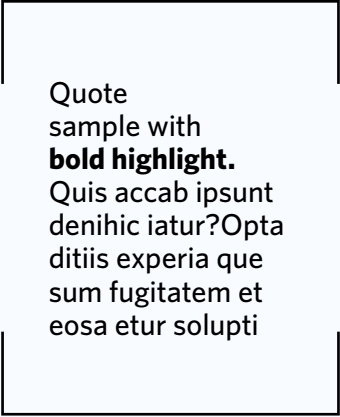 Quote
sample with
bold highlight.
Quis accab ipsunt
denihic iatur?Opta
ditiis experia que
sum fugitatem et
eosa etur solupti